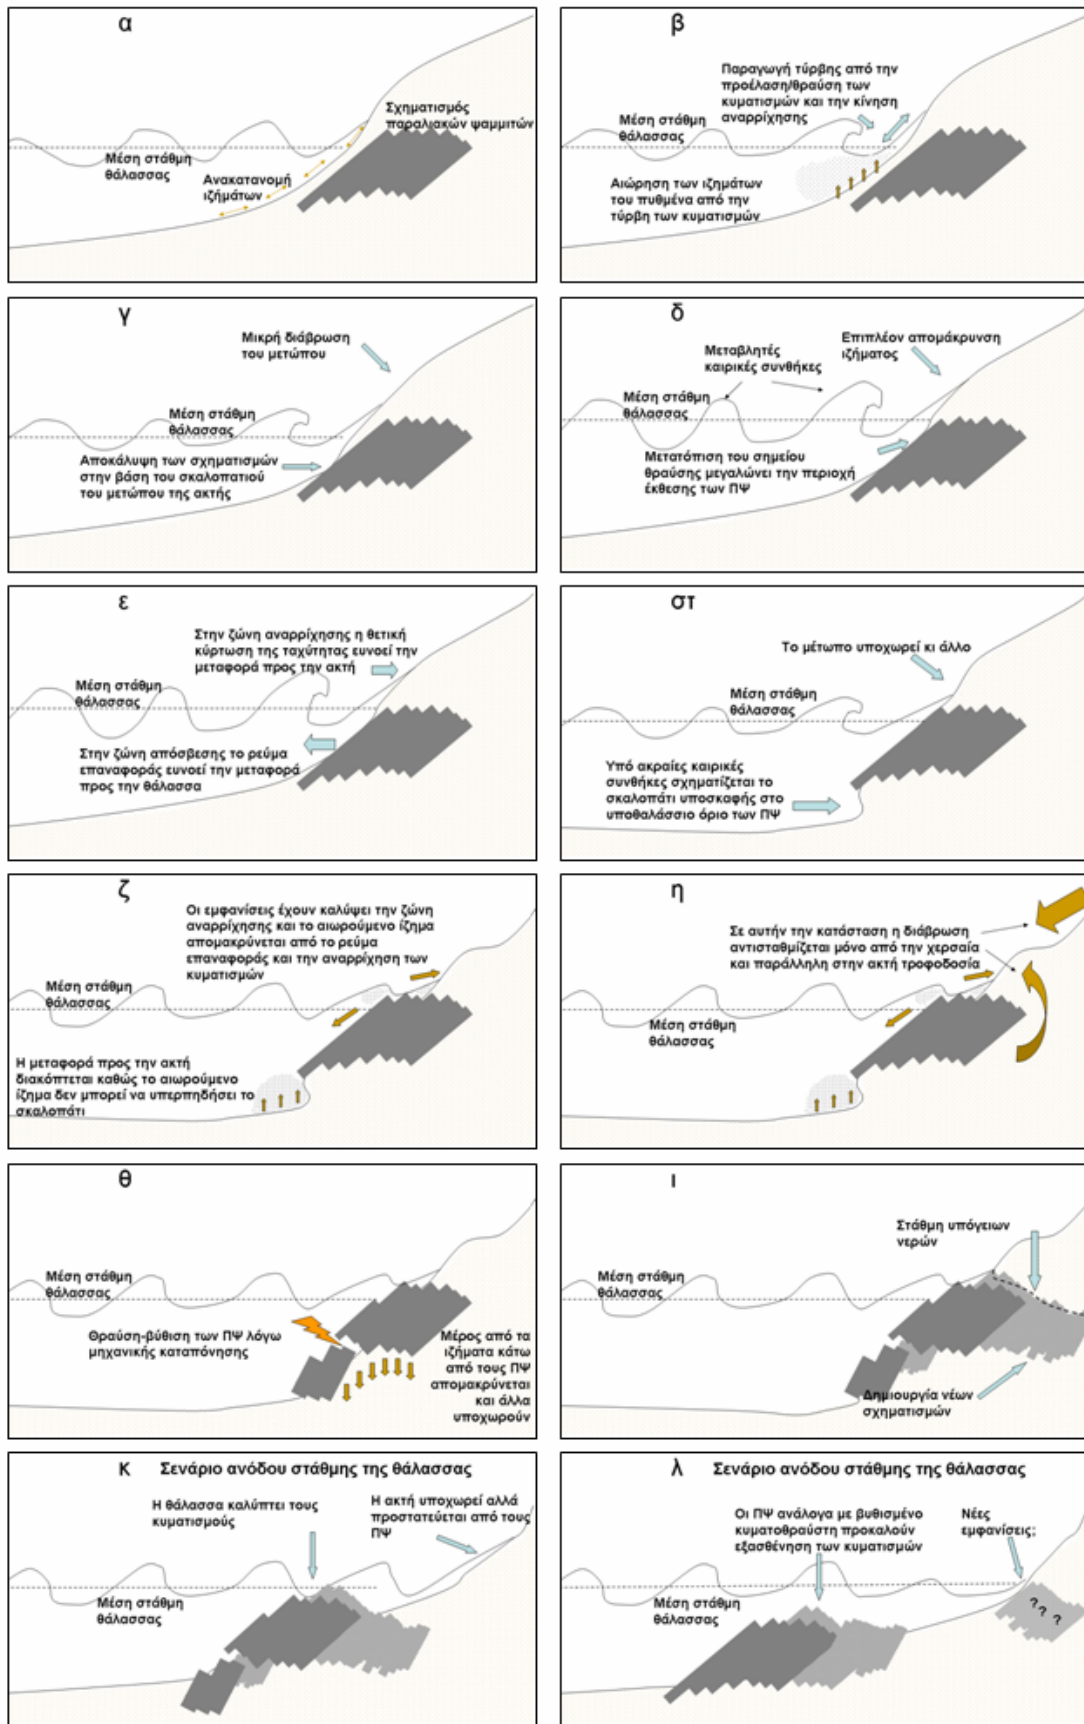 α
Σχηματισμός
παραλιακών ψαμμιτών
Μέση στάθμη
θάλασσας
Ανακατανομή
ιζήματων
β
Παραγωγή τύρβης από την
προέλαση/θραύση των
κυματισμών και την κίνηση
αναρρίχησης
Μέση στάθμη
θάλασσας
Αιώρηση των ιζημάτων
του πυθμένα από την
τύρβη των κυματισμών
γ
Μικρή διάβρωση
του μετώπου
Μέση στάθμη
θάλασσας
Αποκάλυψη των σχηματισμών
στην βάση του σκαλοπατιού
του μετώπου της ακτής
δ
Μεταβλητές
καιρικές συνθήκες
Επιπλέον απομάκρυνση
ιζήματος
Μέση στάθμη
θάλασσας
Μετατόπιση του σημείου
θραύσης μεγαλώνει την περιοχή
έκθεσης των ΠΨ
ε
Στην ζώνη αναρρίχησης η θετική
κύρτωση της ταχύτητας ευνοεί την
μεταφορά προς την ακτή
Μέση στάθμη
θάλασσας
Στην ζώνη απόσβεσης το ρεύμα
επαναφοράς ευνοεί την μεταφορά
προς την θάλασσα
στ
Το μέτωπο υποχωρεί κι άλλο
Μέση στάθμη
θάλασσας
Υπό ακραίες καιρικές
συνθήκες σχηματίζεται το
σκαλοπάτι υποσκαφής στο
υποθαλάσσιο όριο των ΠΨ
ζ
Οι εμφανίσεις έχουν καλύψει την ζώνη
αναρρίχησης και το αιωρούμενο ίζημα
απομακρύνεται από το ρεύμα
επαναφοράς και την αναρρίχηση των
κυματισμών
Μέση στάθμη
θάλασσας
Η μεταφορά προς την ακτή
διακόπτεται καθώς το αιωρούμενο
ίζημα δεν μπορεί να υπερπηδήσει το
σκαλοπάτι
η
Σε αυτήν την κατάσταση η διάβρωση
αντισταθμίζεται μόνο από την χερσαία
και παράλληλη στην ακτή τροφοδοσία
Μέση στάθμη
θάλασσας
θ
Μέση στάθμη
θάλασσας
Θραύση-βύθιση των ΠΨ λόγω
μηχανικής καταπόνησης
Μέρος από τα
ιζήματα κάτω
από τους ΠΨ
απομακρύνεται
και άλλα
υποχωρούν
ι
Στάθμη υπόγειων
νερών
Μέση στάθμη
θάλασσας
Δημιουργία νέων
σχηματισμών
κ Σενάριο ανόδου στάθμης της θάλασσας
Η θάλασσα καλύπτει τους
κυματισμούς
Η ακτή υποχωρεί αλλά
προστατεύεται από τους
ΠΨ
Μέση στάθμη
θάλασσας
λ Σενάριο ανόδου στάθμης της θάλασσας
Οι ΠΨ ανάλογα με βυθισμένο
κυματοθραύστη προκαλούν
εξασθένηση των κυματισμών
Νέες
εμφανίσεις;
Μέση στάθμη
θάλασσας
? ? ?